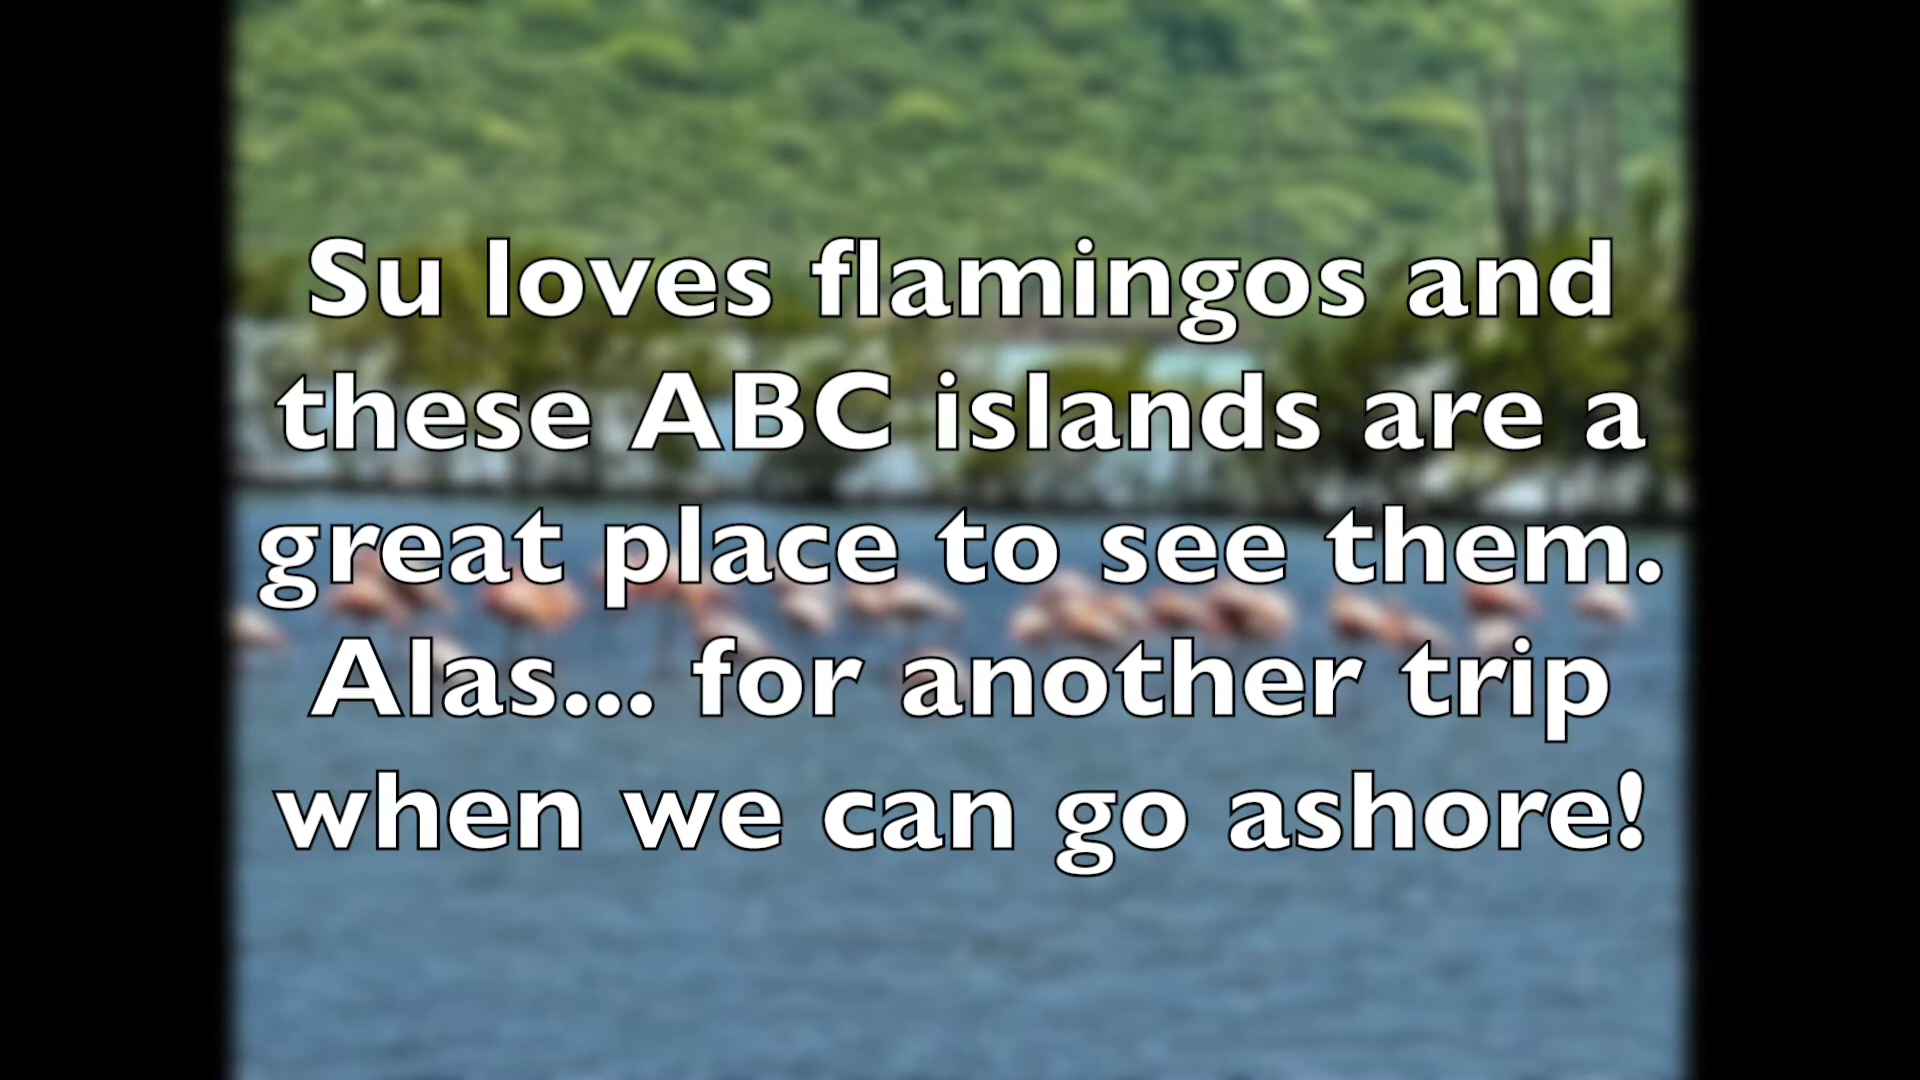 Su loves flamingos and
these ABC islands are a
great place to see them.
Alas... for another trip
when we can go ashore!